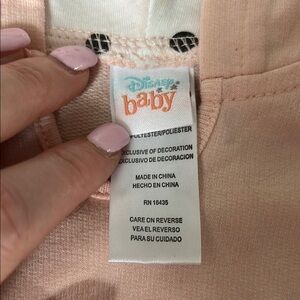 Disney
baby
POLYESTER/POLIESTER
EXCLUSIVE OF DECORATION
EXCLUSIVO DE DECORACION
MADE IN CHINA
HECHO EN CHINA
RN 16435
CARE ON REVERSE
VEA EL REVERSO
PARA SU CUIDADO